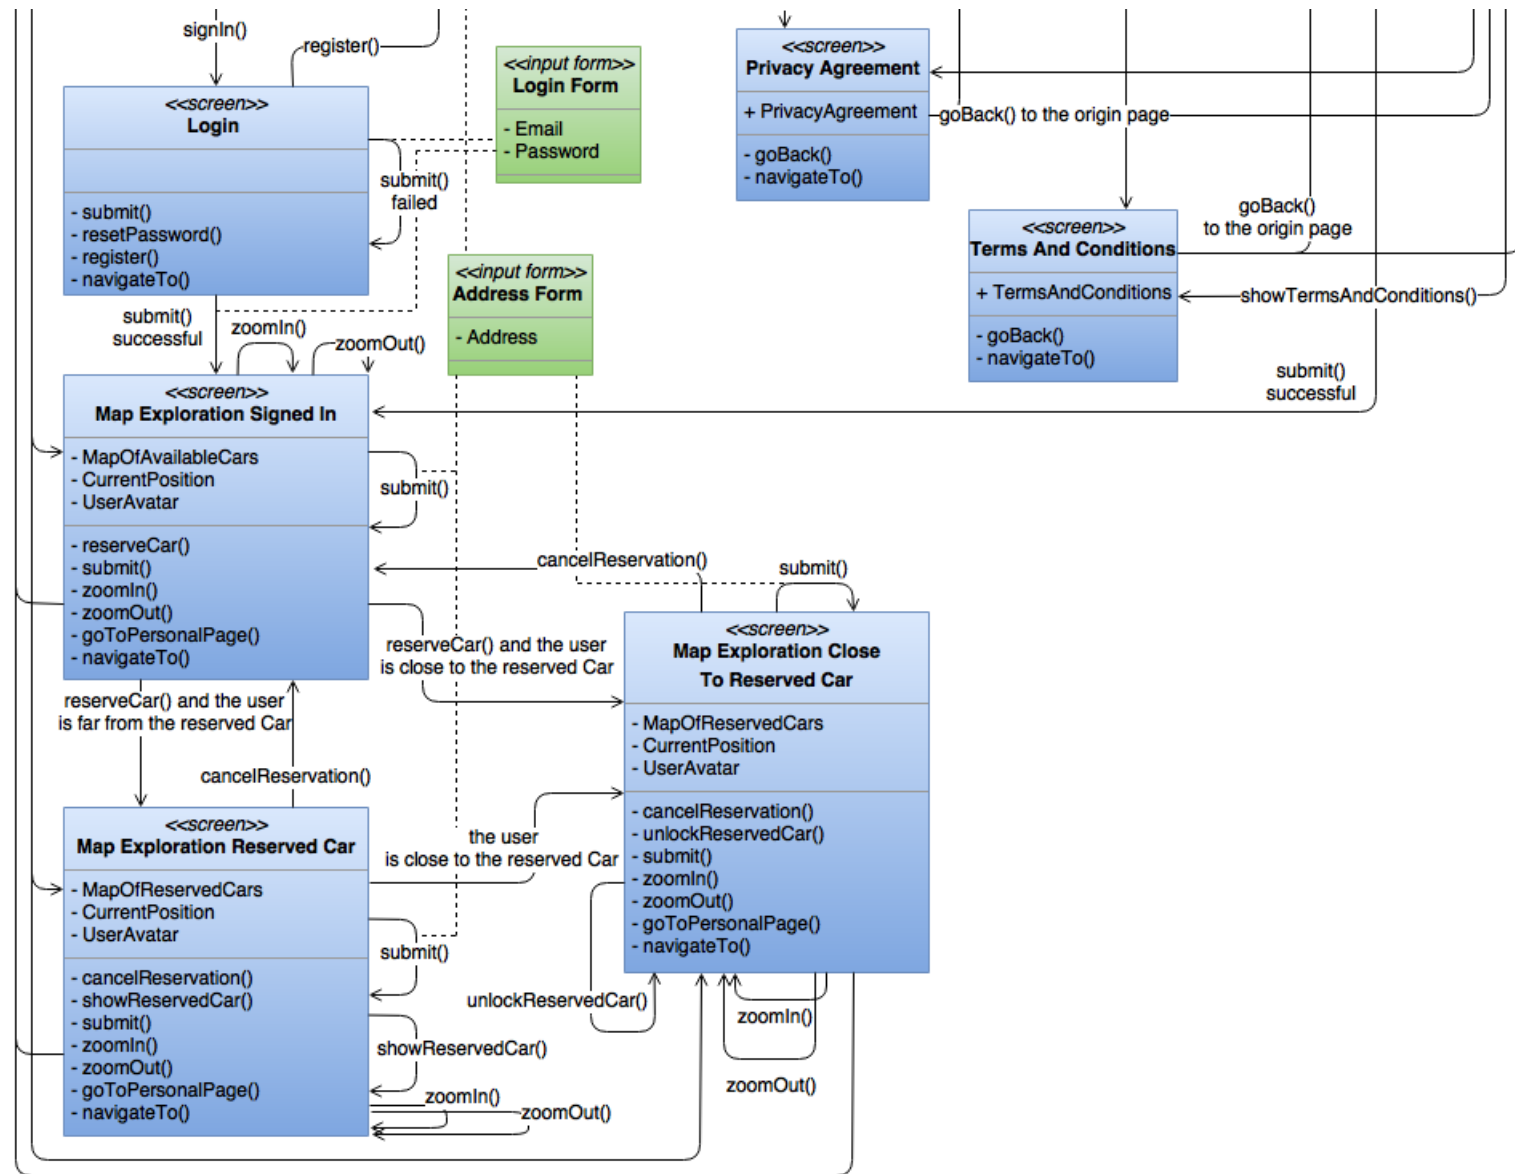 signIn()
register()
<<screen>>
Login
- submit()
- resetPassword()
- register()
- navigateTo()
submit()
failed
<<input form>>
Login Form
- Email
- Password
<<screen>>
Privacy Agreement
+ PrivacyAgreement
- goBack()
- navigateTo()
goBack() to the origin page
<<screen>>
Terms And Conditions
+ TermsAndConditions
- goBack()
- navigateTo()
goBack()
to the origin page
showTermsAndConditions()
submit()
successful
<<input form>>
Address Form
- Address
submit()
successful
zoomIn()
zoomOut()
<<screen>>
Map Exploration Signed In
- MapOfAvailableCars
- CurrentPosition
- UserAvatar
- reserveCar()
- submit()
- zoomIn()
- zoomOut()
- goToPersonalPage()
- navigateTo()
submit()
cancelReservation()
submit()
reserveCar() and the user
is close to the reserved Car
<<screen>>
Map Exploration Close
To Reserved Car
- MapOfReservedCars
- CurrentPosition
- UserAvatar
- cancelReservation()
- unlockReservedCar()
- submit()
- zoomIn()
- zoomOut()
- goToPersonalPage()
- navigateTo()
reserveCar() and the user
is far from the reserved Car
cancelReservation()
the user
is close to the reserved Car
<<screen>>
Map Exploration Reserved Car
- MapOfReservedCars
- CurrentPosition
- UserAvatar
- cancelReservation()
- showReservedCar()
- submit()
- zoomIn()
- zoomOut()
- goToPersonalPage()
- navigateTo()
submit()
showReservedCar()
zoomIn()
zoomOut()
unlockReservedCar()
zoomIn()
zoomOut()